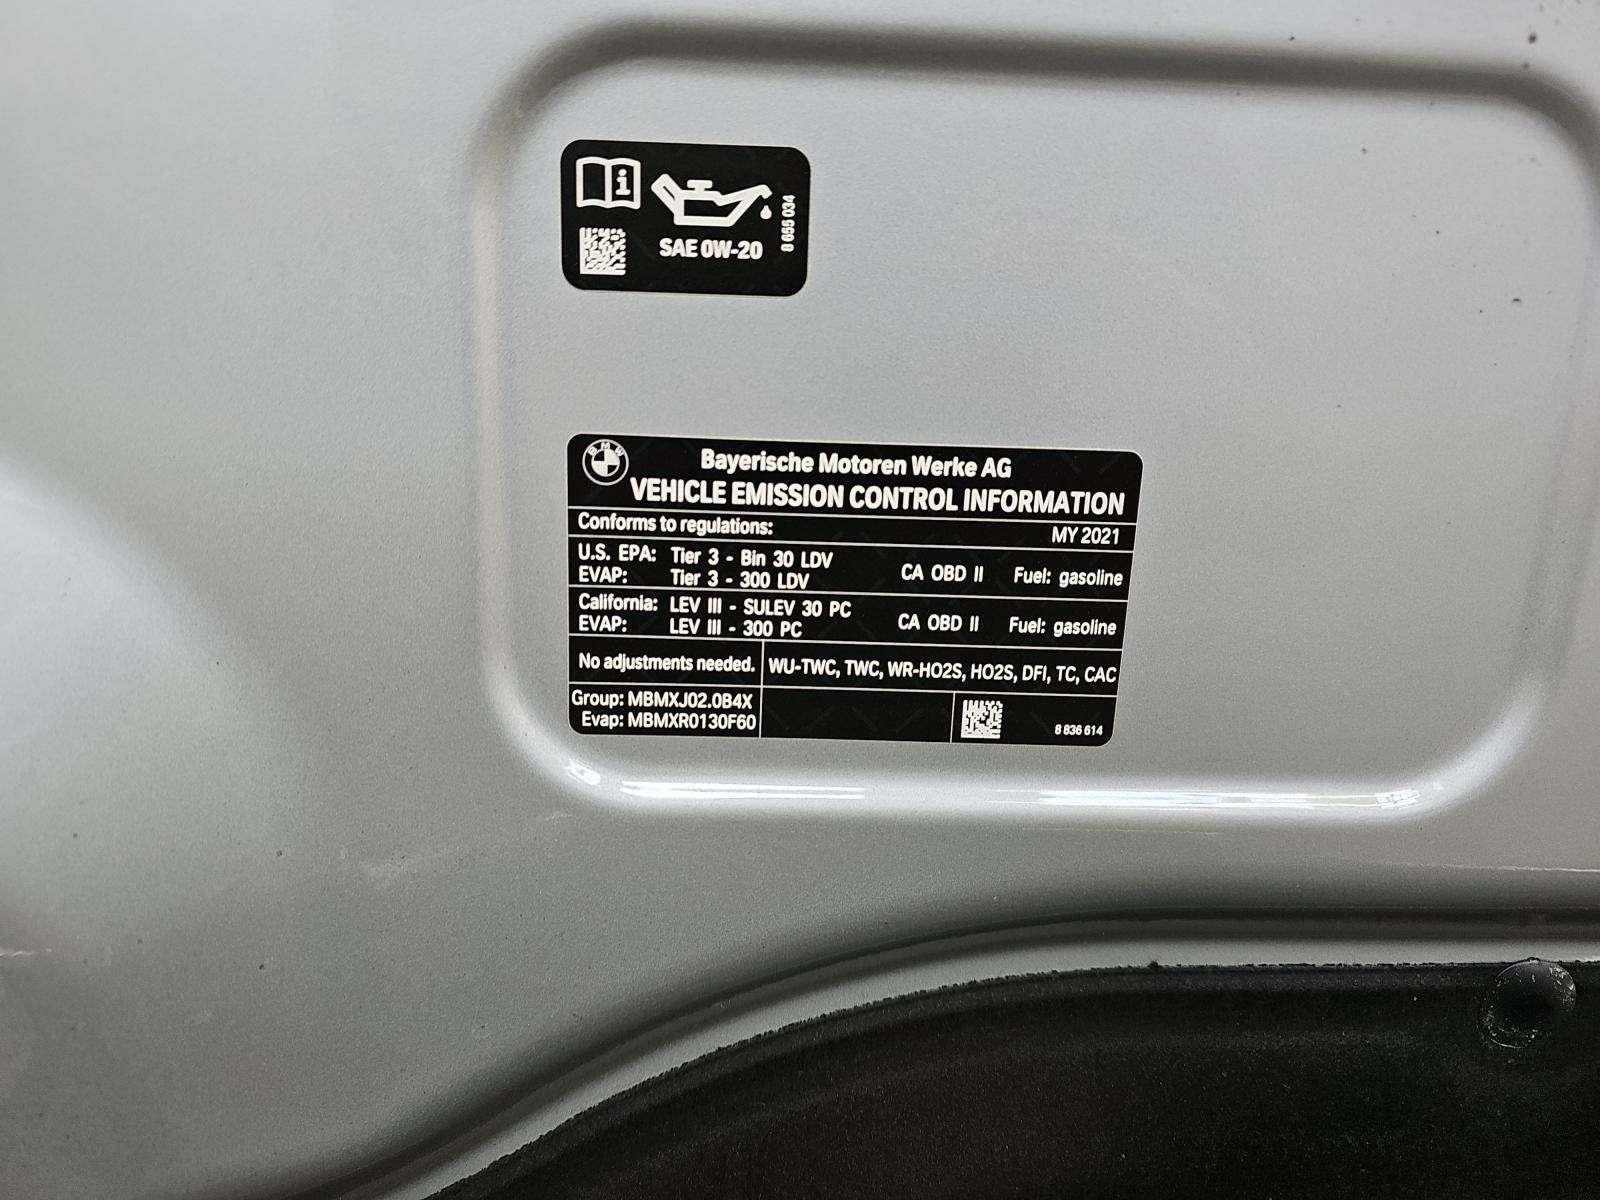 i
SAE 0W-20
8 655 034
BMW
Bayerische Motoren Werke AG
VEHICLE EMISSION CONTROL INFORMATION
Conforms to regulations: MY 2021
U.S. EPA: Tier 3 - Bin 30 LDV
EVAP: Tier 3 - 300 LDV
CA OBD II Fuel: gasoline
California: LEV III - SULEV 30 PC
EVAP: LEV III - 300 PC
CA OBD II Fuel: gasoline
No adjustments needed. WU-TWC, TWC, WR-HO2S, HO2S, DFI, TC, CAC
Group: MBMXJ02.0B4X
Evap: MBMXR0130F60
8 836 614